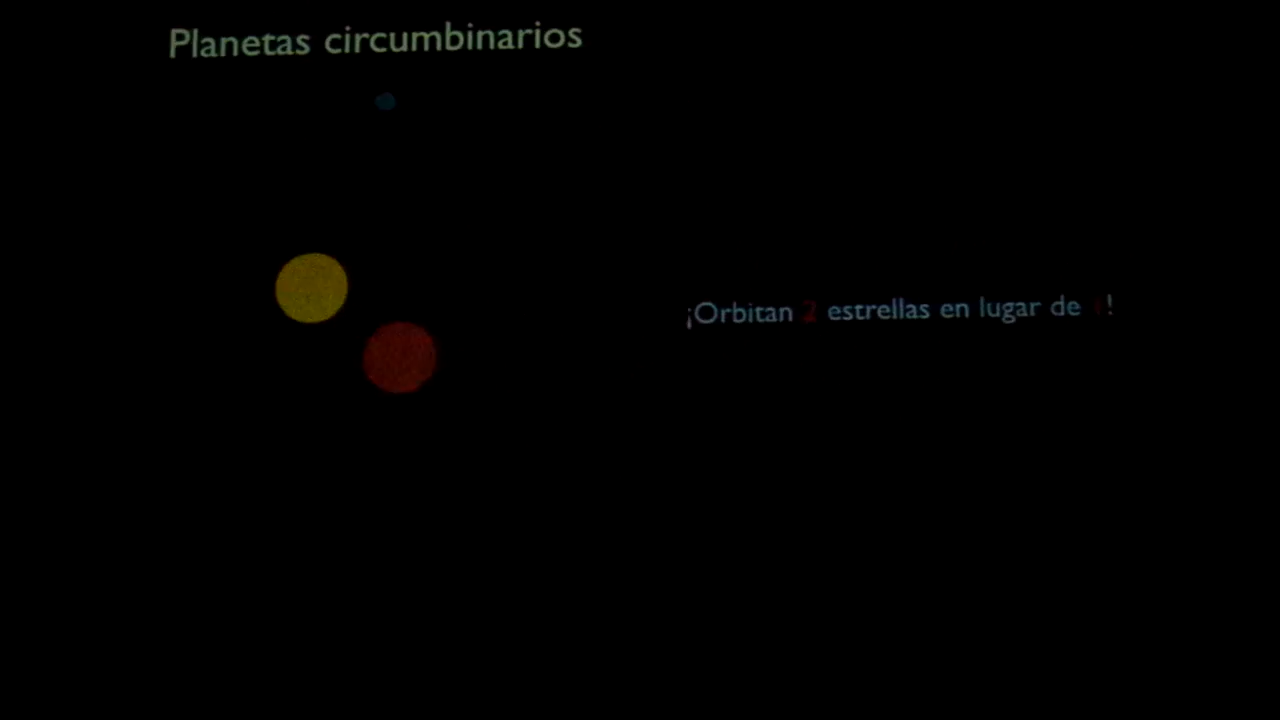 Planetas circumbinarios
¡Orbitan 2 estrellas en lugar de !